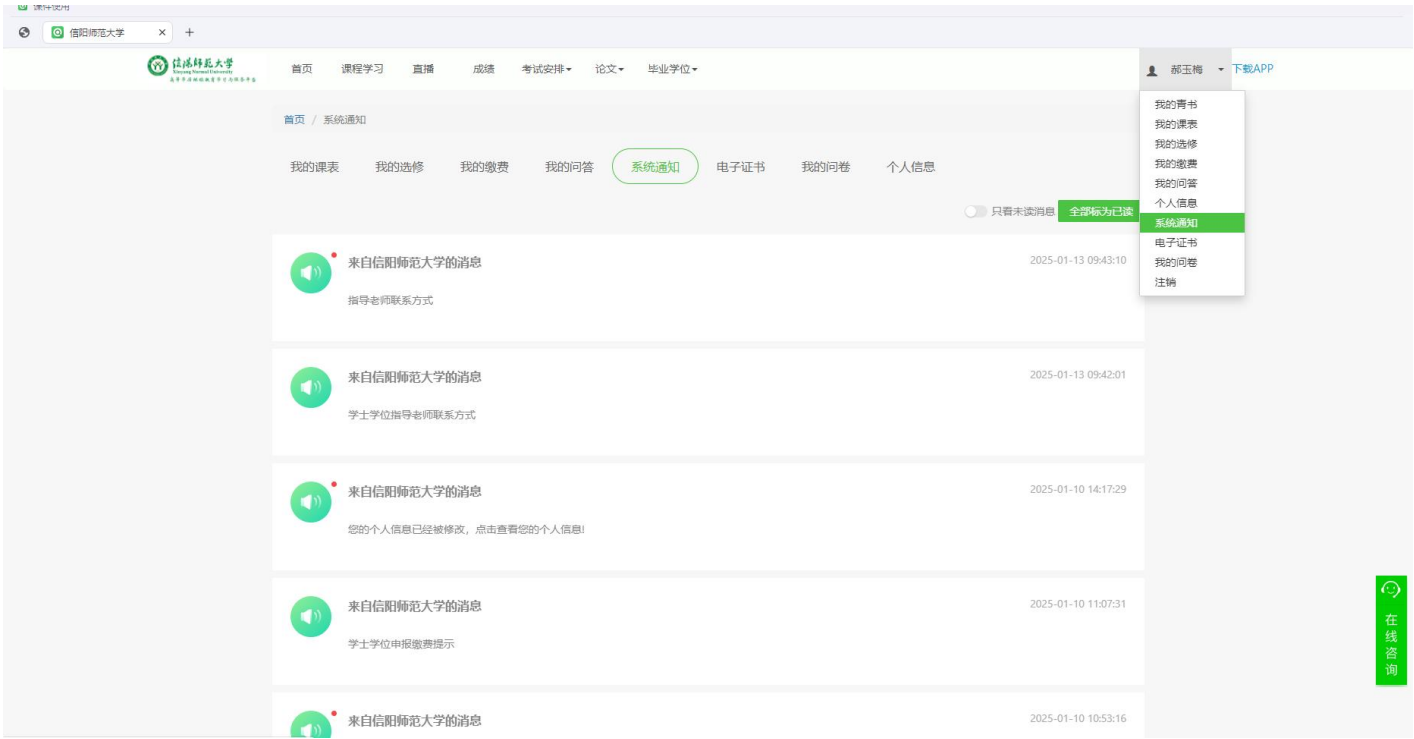 课件使用
信阳师范大学 × +
信阳师范大学 首页 课程学习 直播 成绩 考试安排 论文 毕业学位 郝玉梅 下载APP
Xinyang Normal University
首页 / 系统通知
我的课表 我的选修 我的缴费 我的问答 系统通知 电子证书 我的问卷 个人信息
只看未读消息 全部标为已读
我的青书
我的课表
我的选修
我的缴费
我的问答
个人信息
系统通知
电子证书
我的问卷
注销
来自信阳师范大学的消息 2025-01-13 09:43:10
指导老师联系方式
来自信阳师范大学的消息 2025-01-13 09:42:01
学士学位指导老师联系方式
来自信阳师范大学的消息 2025-01-10 14:17:29
您的个人信息已经被修改，点击查看您的个人信息!
来自信阳师范大学的消息 2025-01-10 11:07:31
学士学位申报缴费提示
来自信阳师范大学的消息 2025-01-10 10:53:16
在线咨询